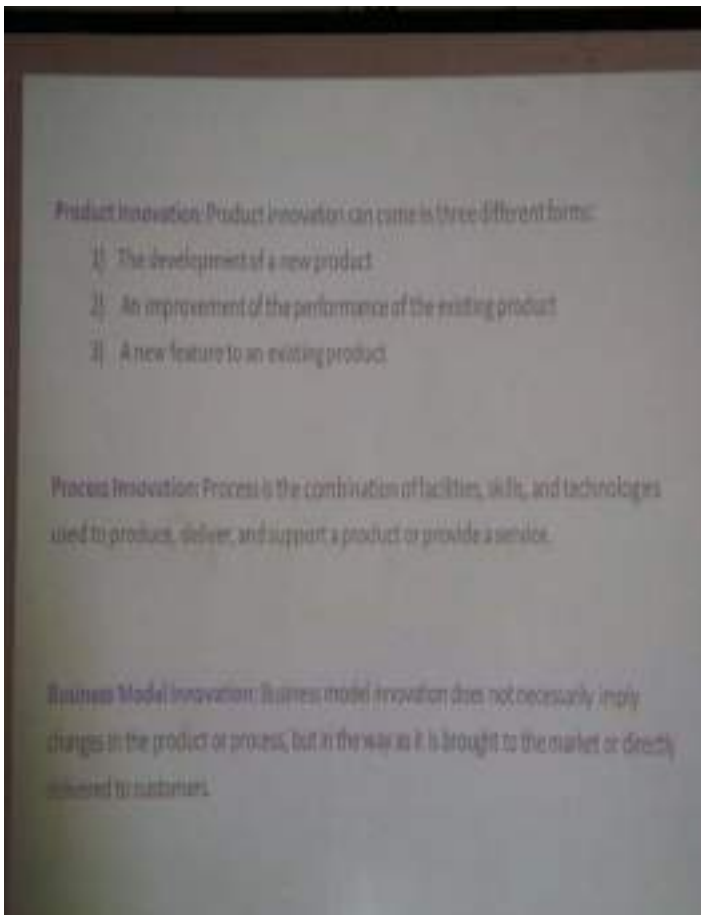 Product Innovation: Product innovation can come in three different forms:
1) The development of a new product
2) An improvement of the performance of the existing product
3) A new feature to an existing product
Process Innovation: Process is the combination of facilities, skills, and technologies
used to produce, deliver, and support a product or provide a service.
Business Model Innovation: Business model innovation does not necessarily imply
changes in the product or process, but in the way as it is brought to the market or directly
delivered to customers.